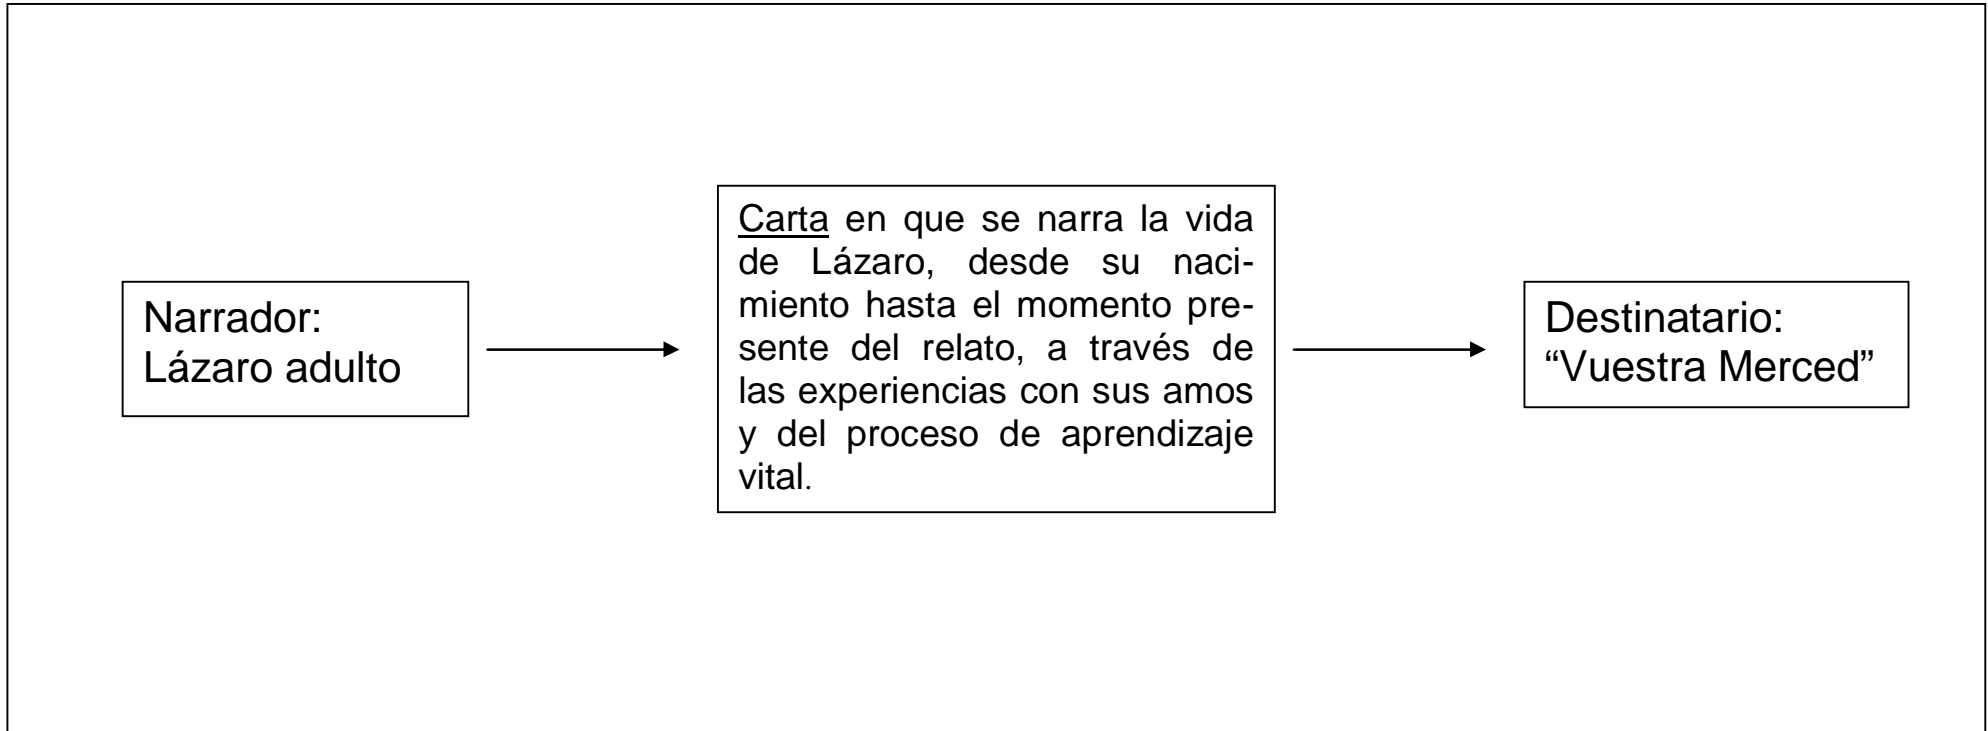 Narrador:
Lázaro adulto
Carta en que se narra la vida
de Lázaro, desde su naci-
miento hasta el momento pre-
sente del relato, a través de
las experiencias con sus amos
y del proceso de aprendizaje
vital.
Destinatario:
“Vuestra Merced”